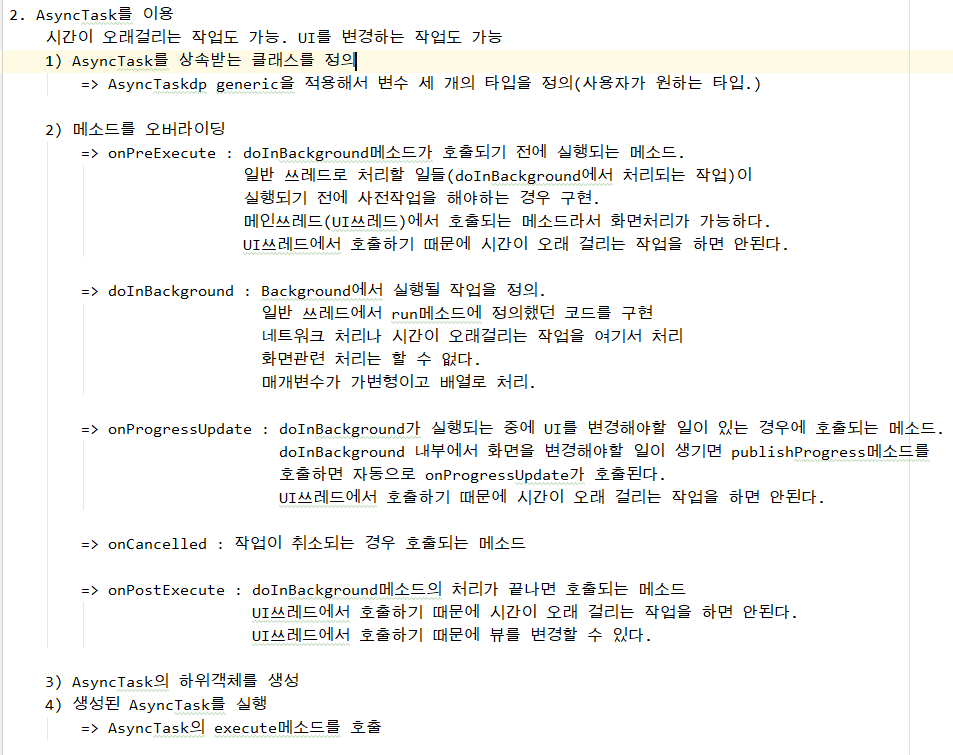 2. AsyncTask를 이용
시간이 오래걸리는 작업도 가능. UI를 변경하는 작업도 가능
1) AsyncTask를 상속받는 클래스를 정의
=> AsyncTaskdp generic을 적용해서 변수 세 개의 타입을 정의(사용자가 원하는 타입.)
2) 메소드를 오버라이딩
=> onPreExecute : doInBackground메소드가 호출되기 전에 실행되는 메소드.
일반 쓰레드로 처리할 일들(doInBackground에서 처리되는 작업)이
실행되기 전에 사전작업을 해야하는 경우 구현.
메인쓰레드(UI쓰레드)에서 호출되는 메소드라서 화면처리가 가능하다.
UI쓰레드에서 호출하기 때문에 시간이 오래 걸리는 작업을 하면 안된다.
=> doInBackground : Background에서 실행될 작업을 정의.
일반 쓰레드에서 run메소드에 정의했던 코드를 구현
네트워크 처리나 시간이 오래걸리는 작업을 여기서 처리
화면관련 처리는 할 수 없다.
매개변수가 가변형이고 배열로 처리.
=> onProgressUpdate : doInBackground가 실행되는 중에 UI를 변경해야할 일이 있는 경우에 호출되는 메소드.
doInBackground 내부에서 화면을 변경해야할 일이 생기면 publishProgress메소드를
호출하면 자동으로 onProgressUpdate가 호출된다.
UI쓰레드에서 호출하기 때문에 시간이 오래 걸리는 작업을 하면 안된다.
=> onCancelled : 작업이 취소되는 경우 호출되는 메소드
=> onPostExecute : doInBackground메소드의 처리가 끝나면 호출되는 메소드
UI쓰레드에서 호출하기 때문에 시간이 오래 걸리는 작업을 하면 안된다.
UI쓰레드에서 호출하기 때문에 뷰를 변경할 수 있다.
3) AsyncTask의 하위객체를 생성
4) 생성된 AsyncTask를 실행
=> AsyncTask의 execute메소드를 호출